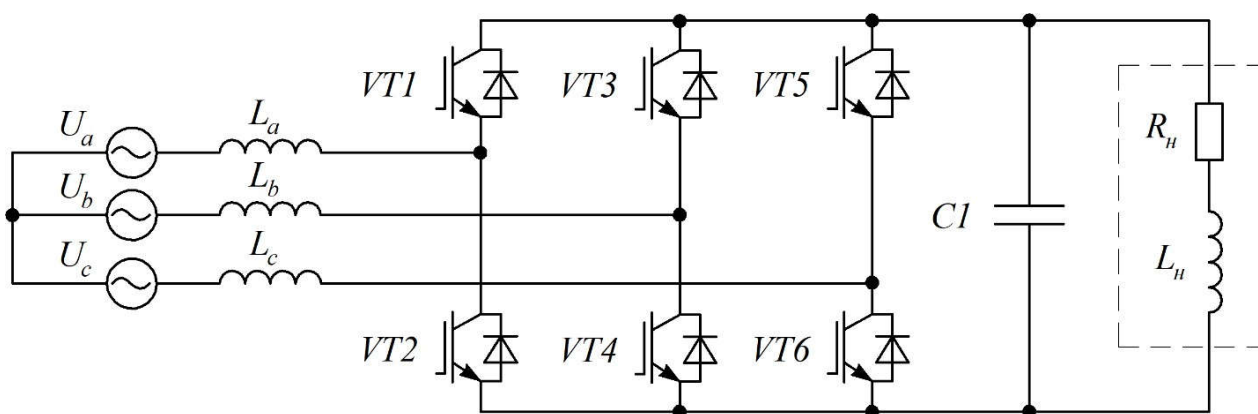 VT1
VT3
VT5
U_a
L_a
R_н
U_b
L_b
C1
U_c
L_c
L_н
VT2
VT4
VT6